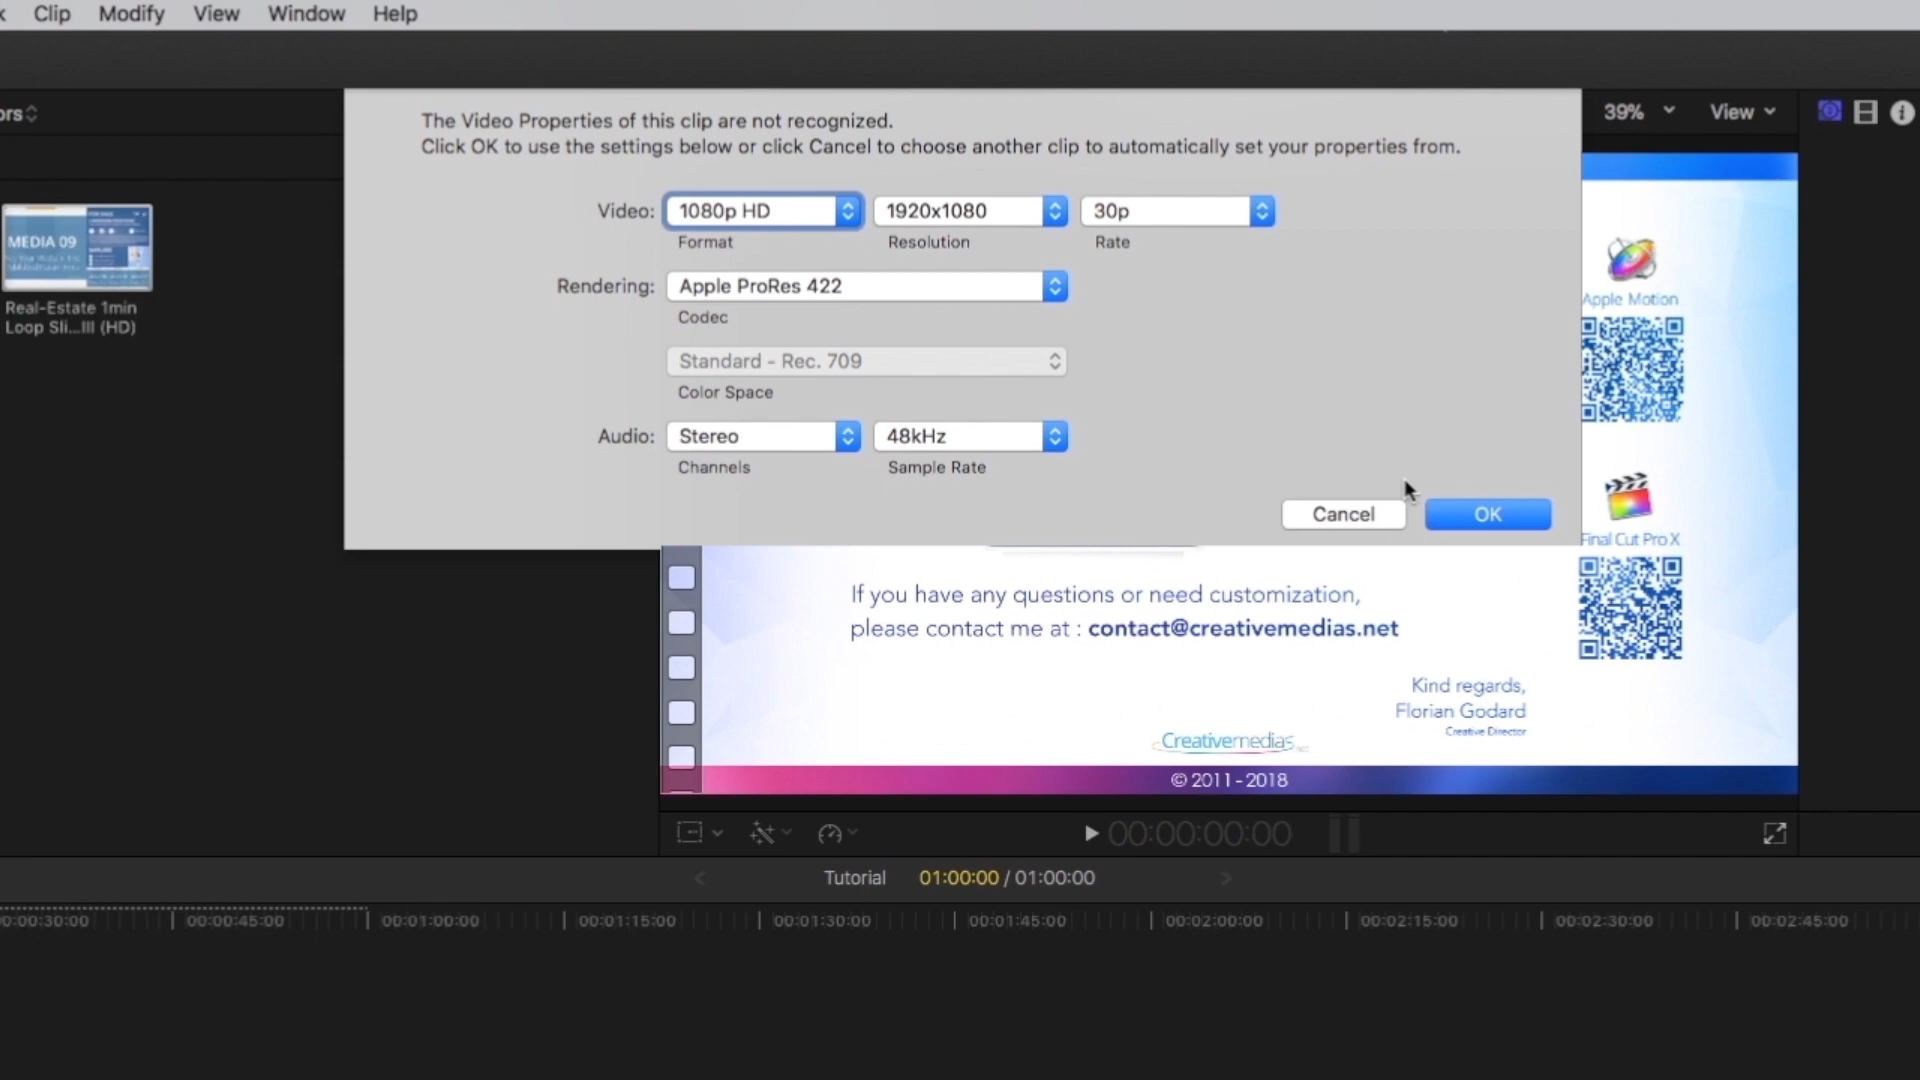 Clip Modify View Window Help
ors
39% View
The Video Properties of this clip are not recognized.
Click OK to use the settings below or click Cancel to choose another clip to automatically set your properties from.
Video: 1080p HD 1920x1080 30p
Format Resolution Rate
Rendering: Apple ProRes 422
Codec
Standard - Rec. 709
Color Space
Audio: Stereo 48kHz
Channels Sample Rate
Cancel OK
MEDIA 09
Real-Estate 1min
Loop Sli...III (HD)
Apple Motion
Final Cut Pro X
If you have any questions or need customization,
please contact me at : contact@creativemedias.net
Kind regards,
Florian Godard
Creative Director
Creativemedias
© 2011 - 2018
00:00:00:00
Tutorial 01:00:00 / 01:00:00
0:00:30:00 00:00:45:00 00:01:00:00 00:01:15:00 00:01:30:00 00:01:45:00 00:02:00:00 00:02:15:00 00:02:30:00 00:02:45:00